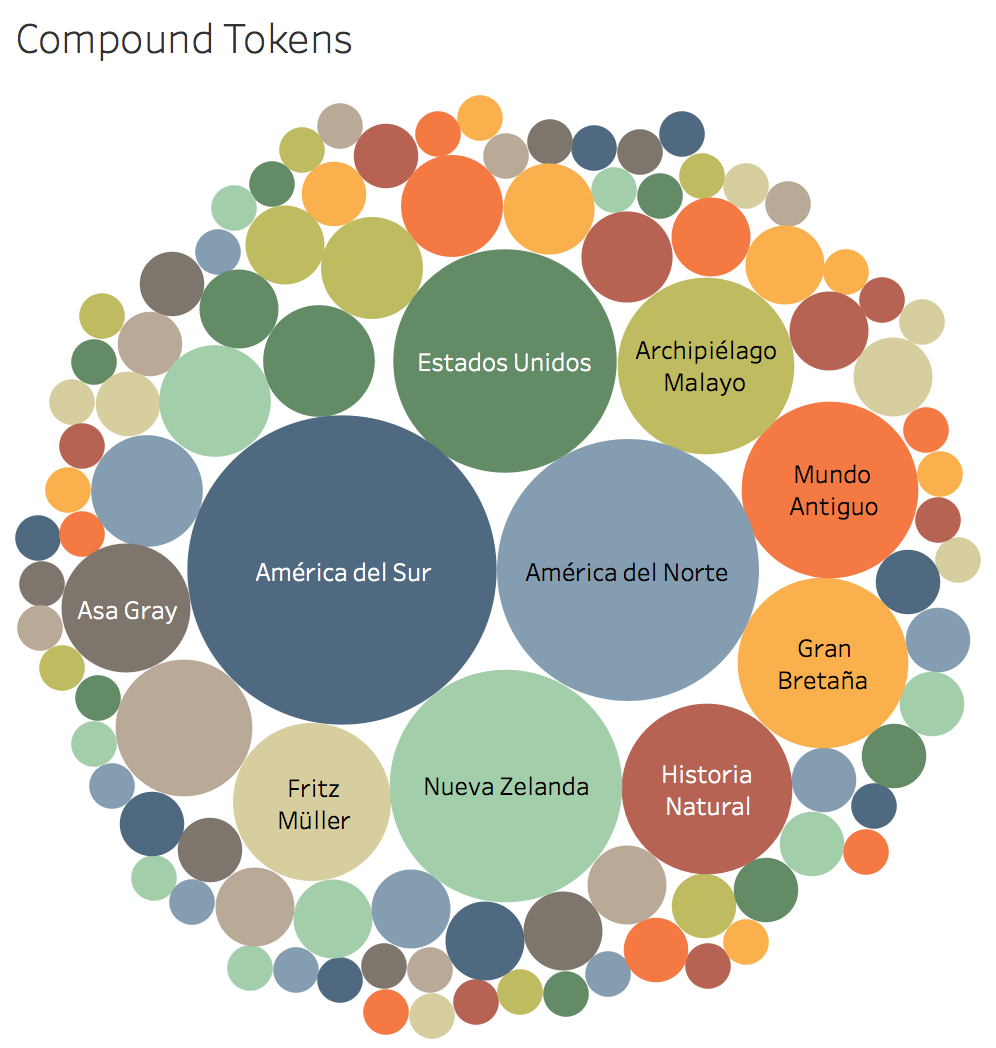 Compound Tokens
Estados Unidos
Archipiélago
Malayo
Mundo
Antiguo
América del Sur
América del Norte
Asa Gray
Gran
Bretaña
Fritz
Müller
Nueva Zelanda
Historia
Natural